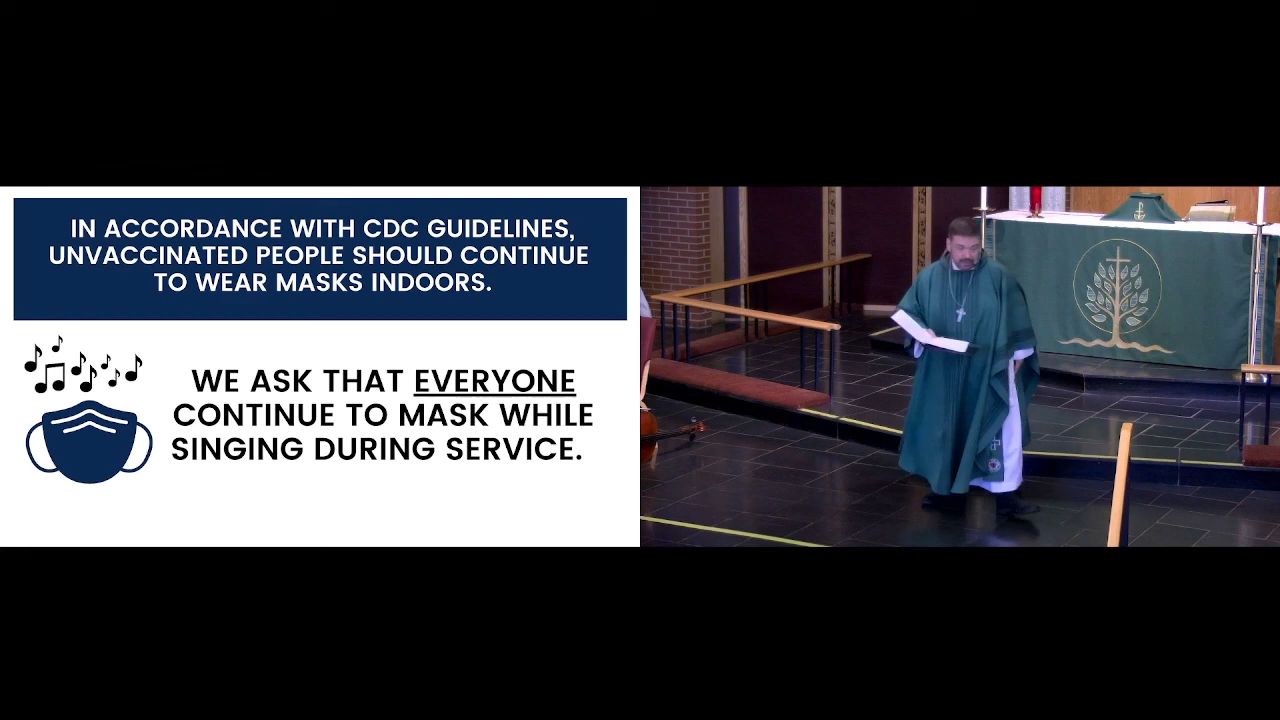 IN ACCORDANCE WITH CDC GUIDELINES,
UNVACCINATED PEOPLE SHOULD CONTINUE
TO WEAR MASKS INDOORS.
WE ASK THAT EVERYONE
CONTINUE TO MASK WHILE
SINGING DURING SERVICE.